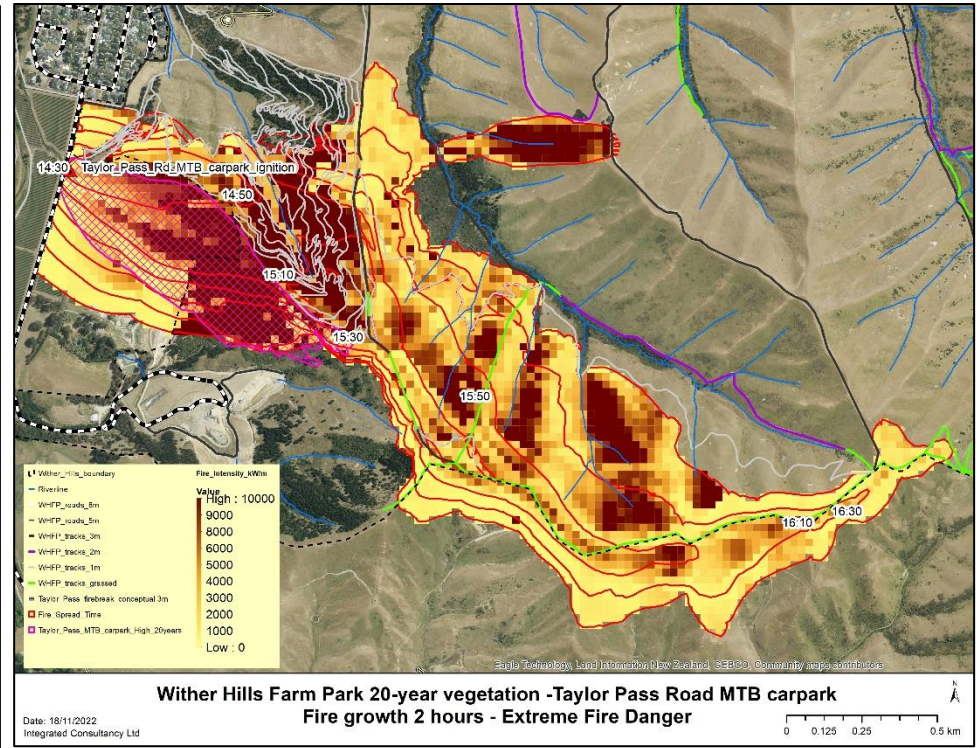 14:30
Taylor_Pass_Rd-MTB_carpark_ignition
14:50
15:10
15:30
15:50
16:10
16:30
Wither_Hills_boundary
Riverline
WHFP_roads_8m
WHFP_roads_5m
WHFP_tracks_3m
WHFP_tracks_2m
WHFP_tracks_1m
WHFP_tracks_grassed
Taylor_Pass_firebreak_conceptual_3m
Fire_Spread_Time
Taylor_Pass_MTB_carpark_High_20years
Fire_Intensity_kW/m
Value
High : 10000
9000
8000
7000
6000
5000
4000
3000
2000
1000
Low : 0
Eagle Technology, Land Information New Zealand, GEBCO, Community maps contributors
Wither Hills Farm Park 20-year vegetation -Taylor Pass Road MTB carpark
Fire growth 2 hours - Extreme Fire Danger
Date: 18/11/2022
Integrated Consultancy Ltd
N
0 0.125 0.25 0.5 km